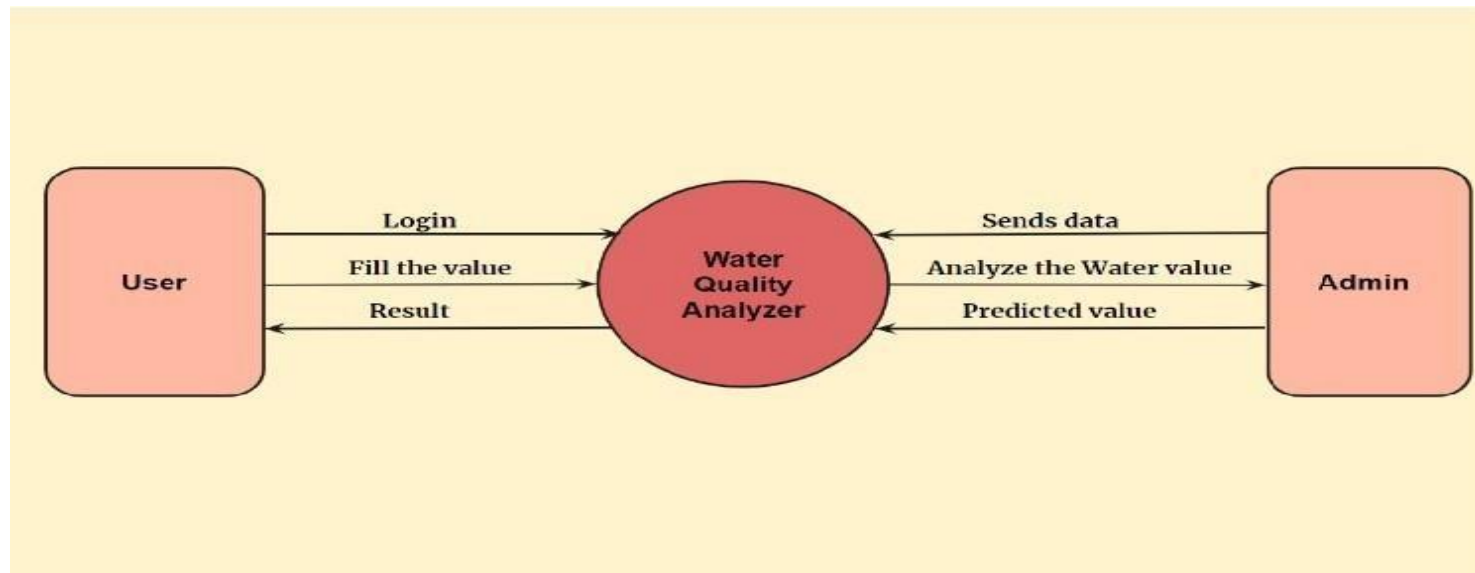 User
Login
Fill the value
Result
Water
Quality
Analyzer
Sends data
Analyze the Water value
Predicted value
Admin